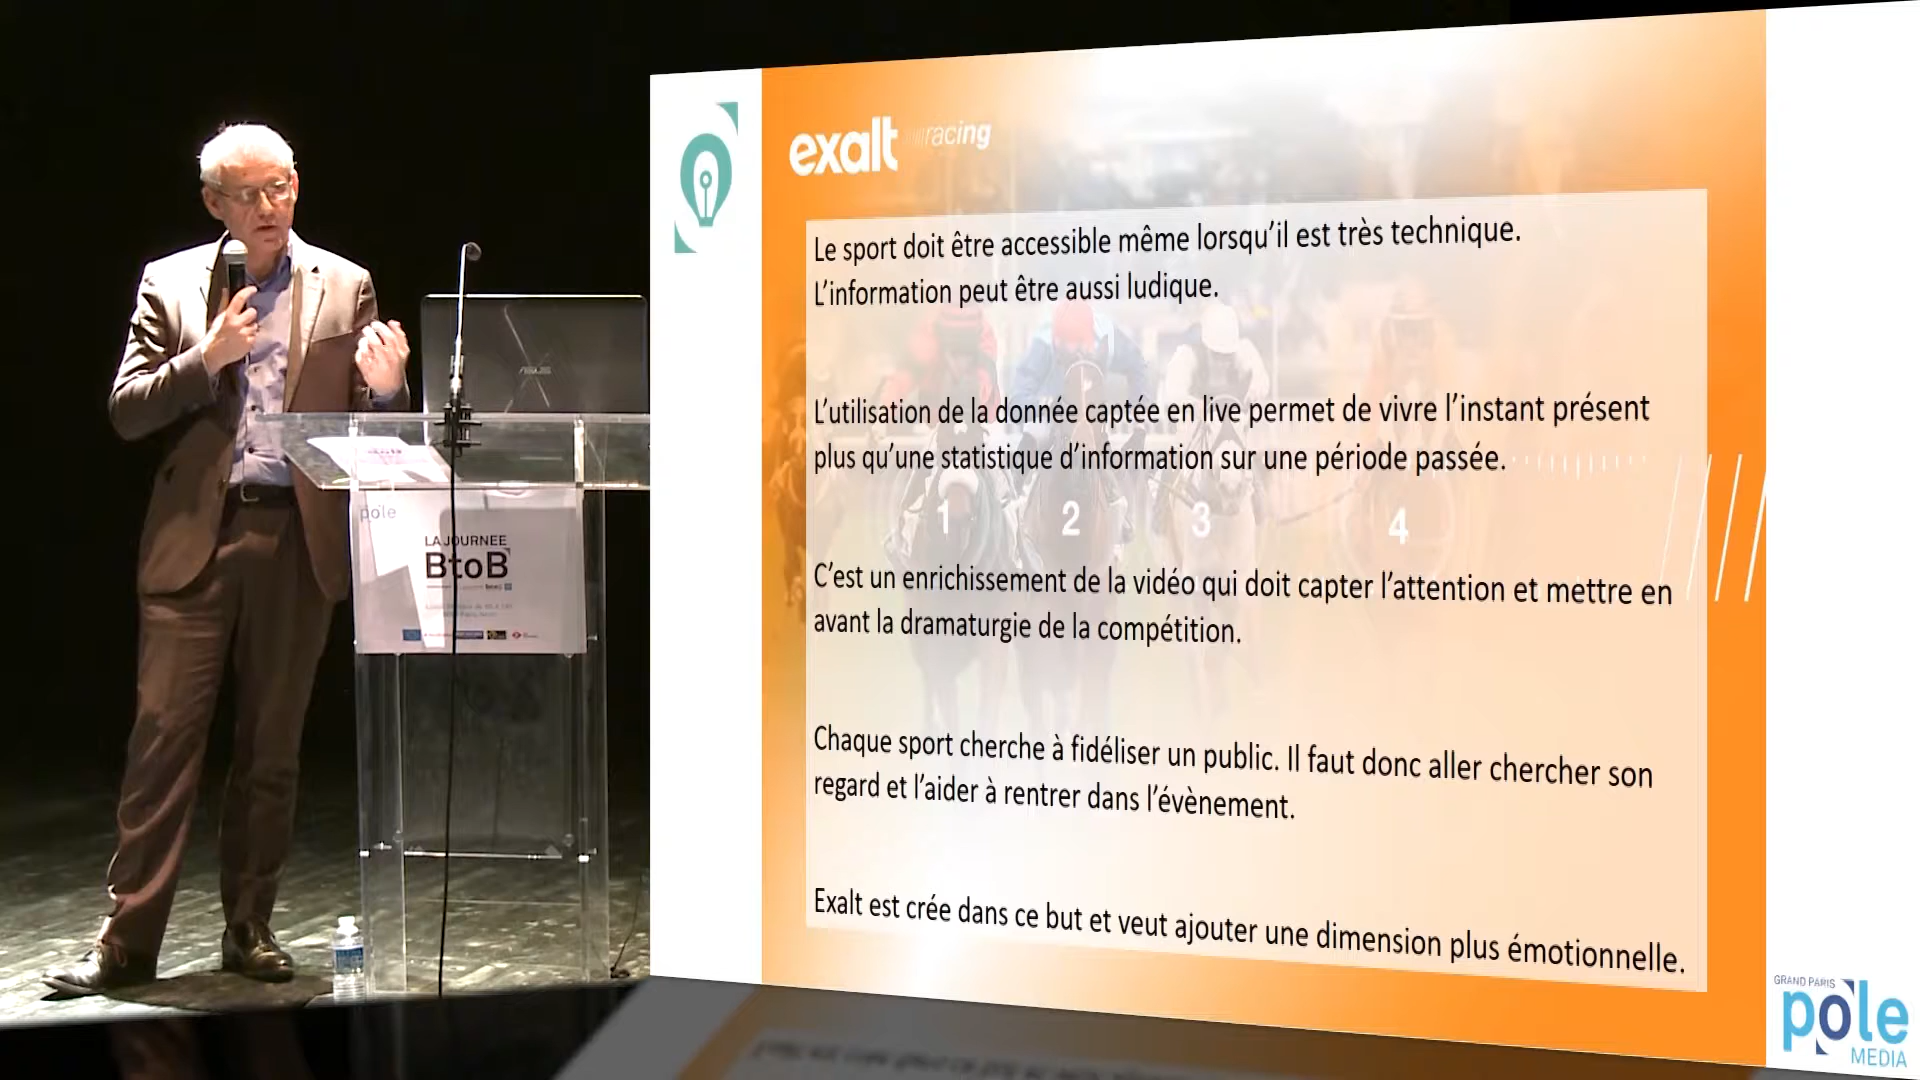 exalt racing
Le sport doit être accessible même lorsqu'il est très technique.
L'information peut être aussi ludique.
L'utilisation de la donnée captée en live permet de vivre l'instant présent
plus qu'une statistique d'information sur une période passée.
1 2 3 4
C'est un enrichissement de la vidéo qui doit capter l'attention et mettre en
avant la dramaturgie de la compétition.
Chaque sport cherche à fidéliser un public. Il faut donc aller chercher son
regard et l'aider à rentrer dans l'évènement.
Exalt est crée dans ce but et veut ajouter une dimension plus émotionnelle.
ASUS
pole
LA JOURNEE
BtoB
GRAND PARIS
pole
MEDIA